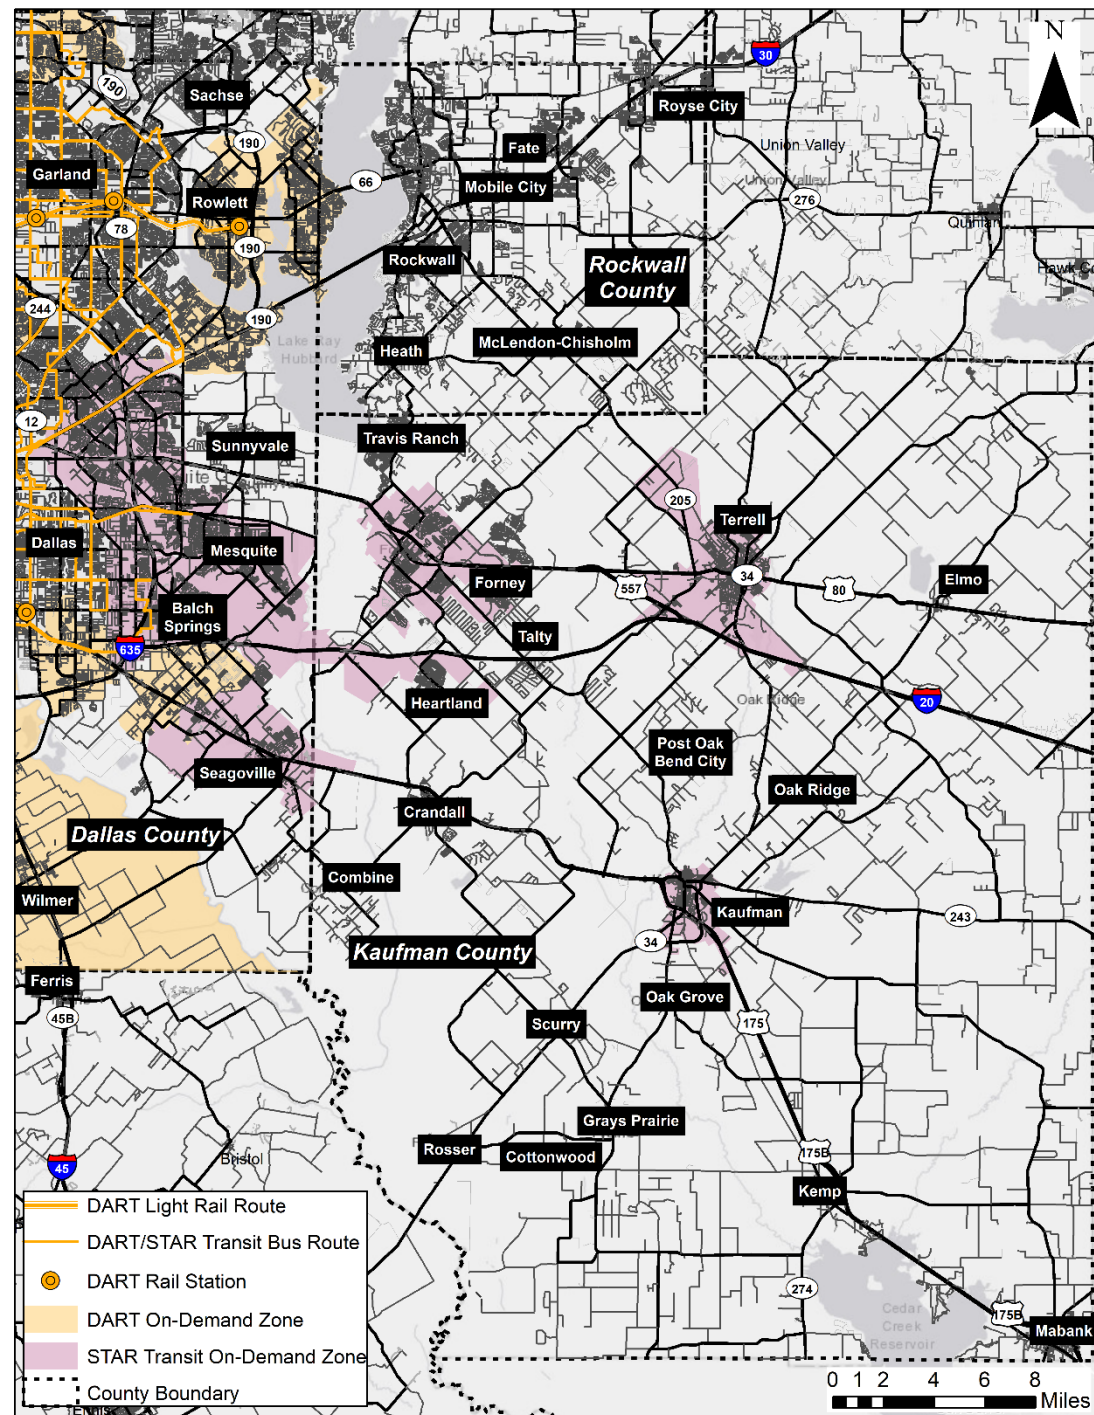 N
30
190
Sachse
Royse City
Fate
Union Valley
Union Valley
190
Garland
66
Mobile City
Rowlett
276
Quinlan
78
190
Rockwall
Rockwall
County
Hawk Co
244
190
Lake Ray
Hubbard
Heath
McLendon-Chisholm
12
Travis Ranch
Sunnyvale
205
Terrell
Dallas
Mesquite
Forney
34
557
80
Elmo
Balch
Springs
Talty
635
Heartland
Oak Ridge
20
Post Oak
Bend City
Seagoville
Oak Ridge
Crandall
Dallas County
Combine
Wilmer
Kaufman
243
34
Kaufman County
Ferris
Oak Grove
45B
Scurry
175
Grays Prairie
Rosser
Cottonwood
175B
Bristol
45
Kemp
DART Light Rail Route
DART/STAR Transit Bus Route
DART Rail Station
DART On-Demand Zone
STAR Transit On-Demand Zone
County Boundary
274
Cedar
Creek
Reservoir
175B
Mabank
0 1 2 4 6 8
Miles
Ennis